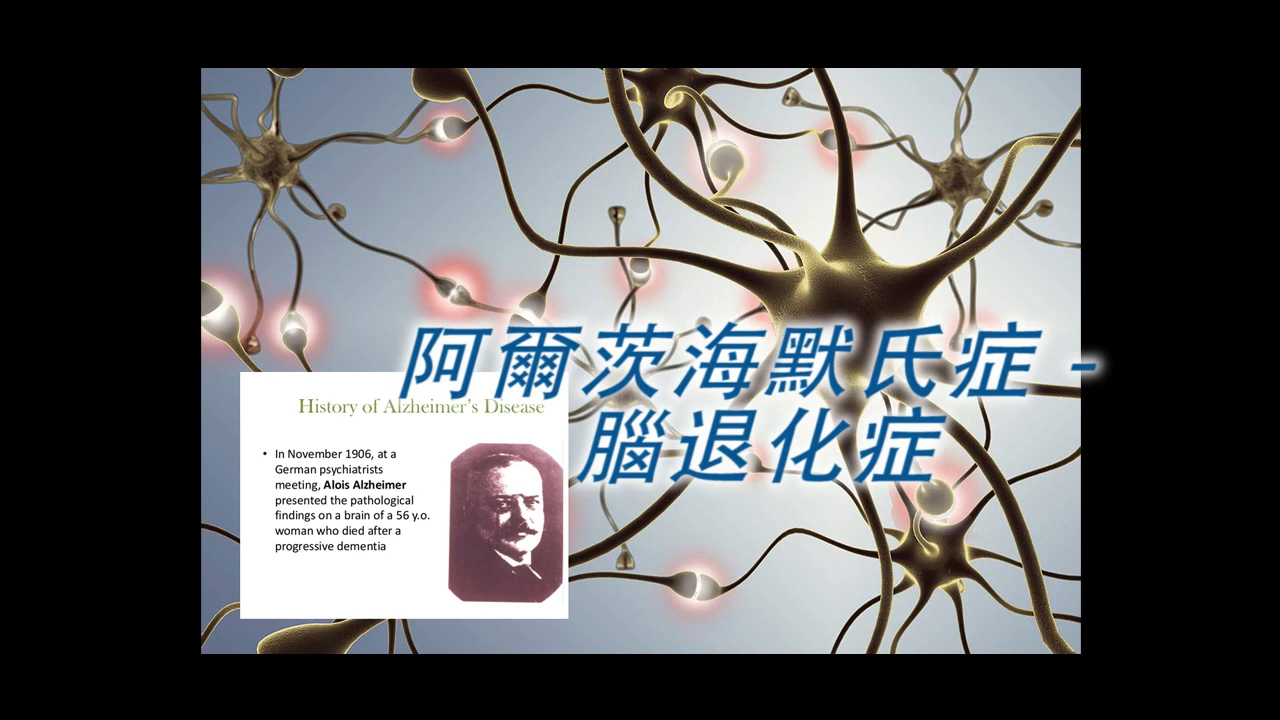 阿爾茨海默氏症 -
腦退化症
History of Alzheimer's Disease
• In November 1906, at a
German psychiatrists
meeting, Alois Alzheimer
presented the pathological
findings on a brain of a 56 y.o.
woman who died after a
progressive dementia